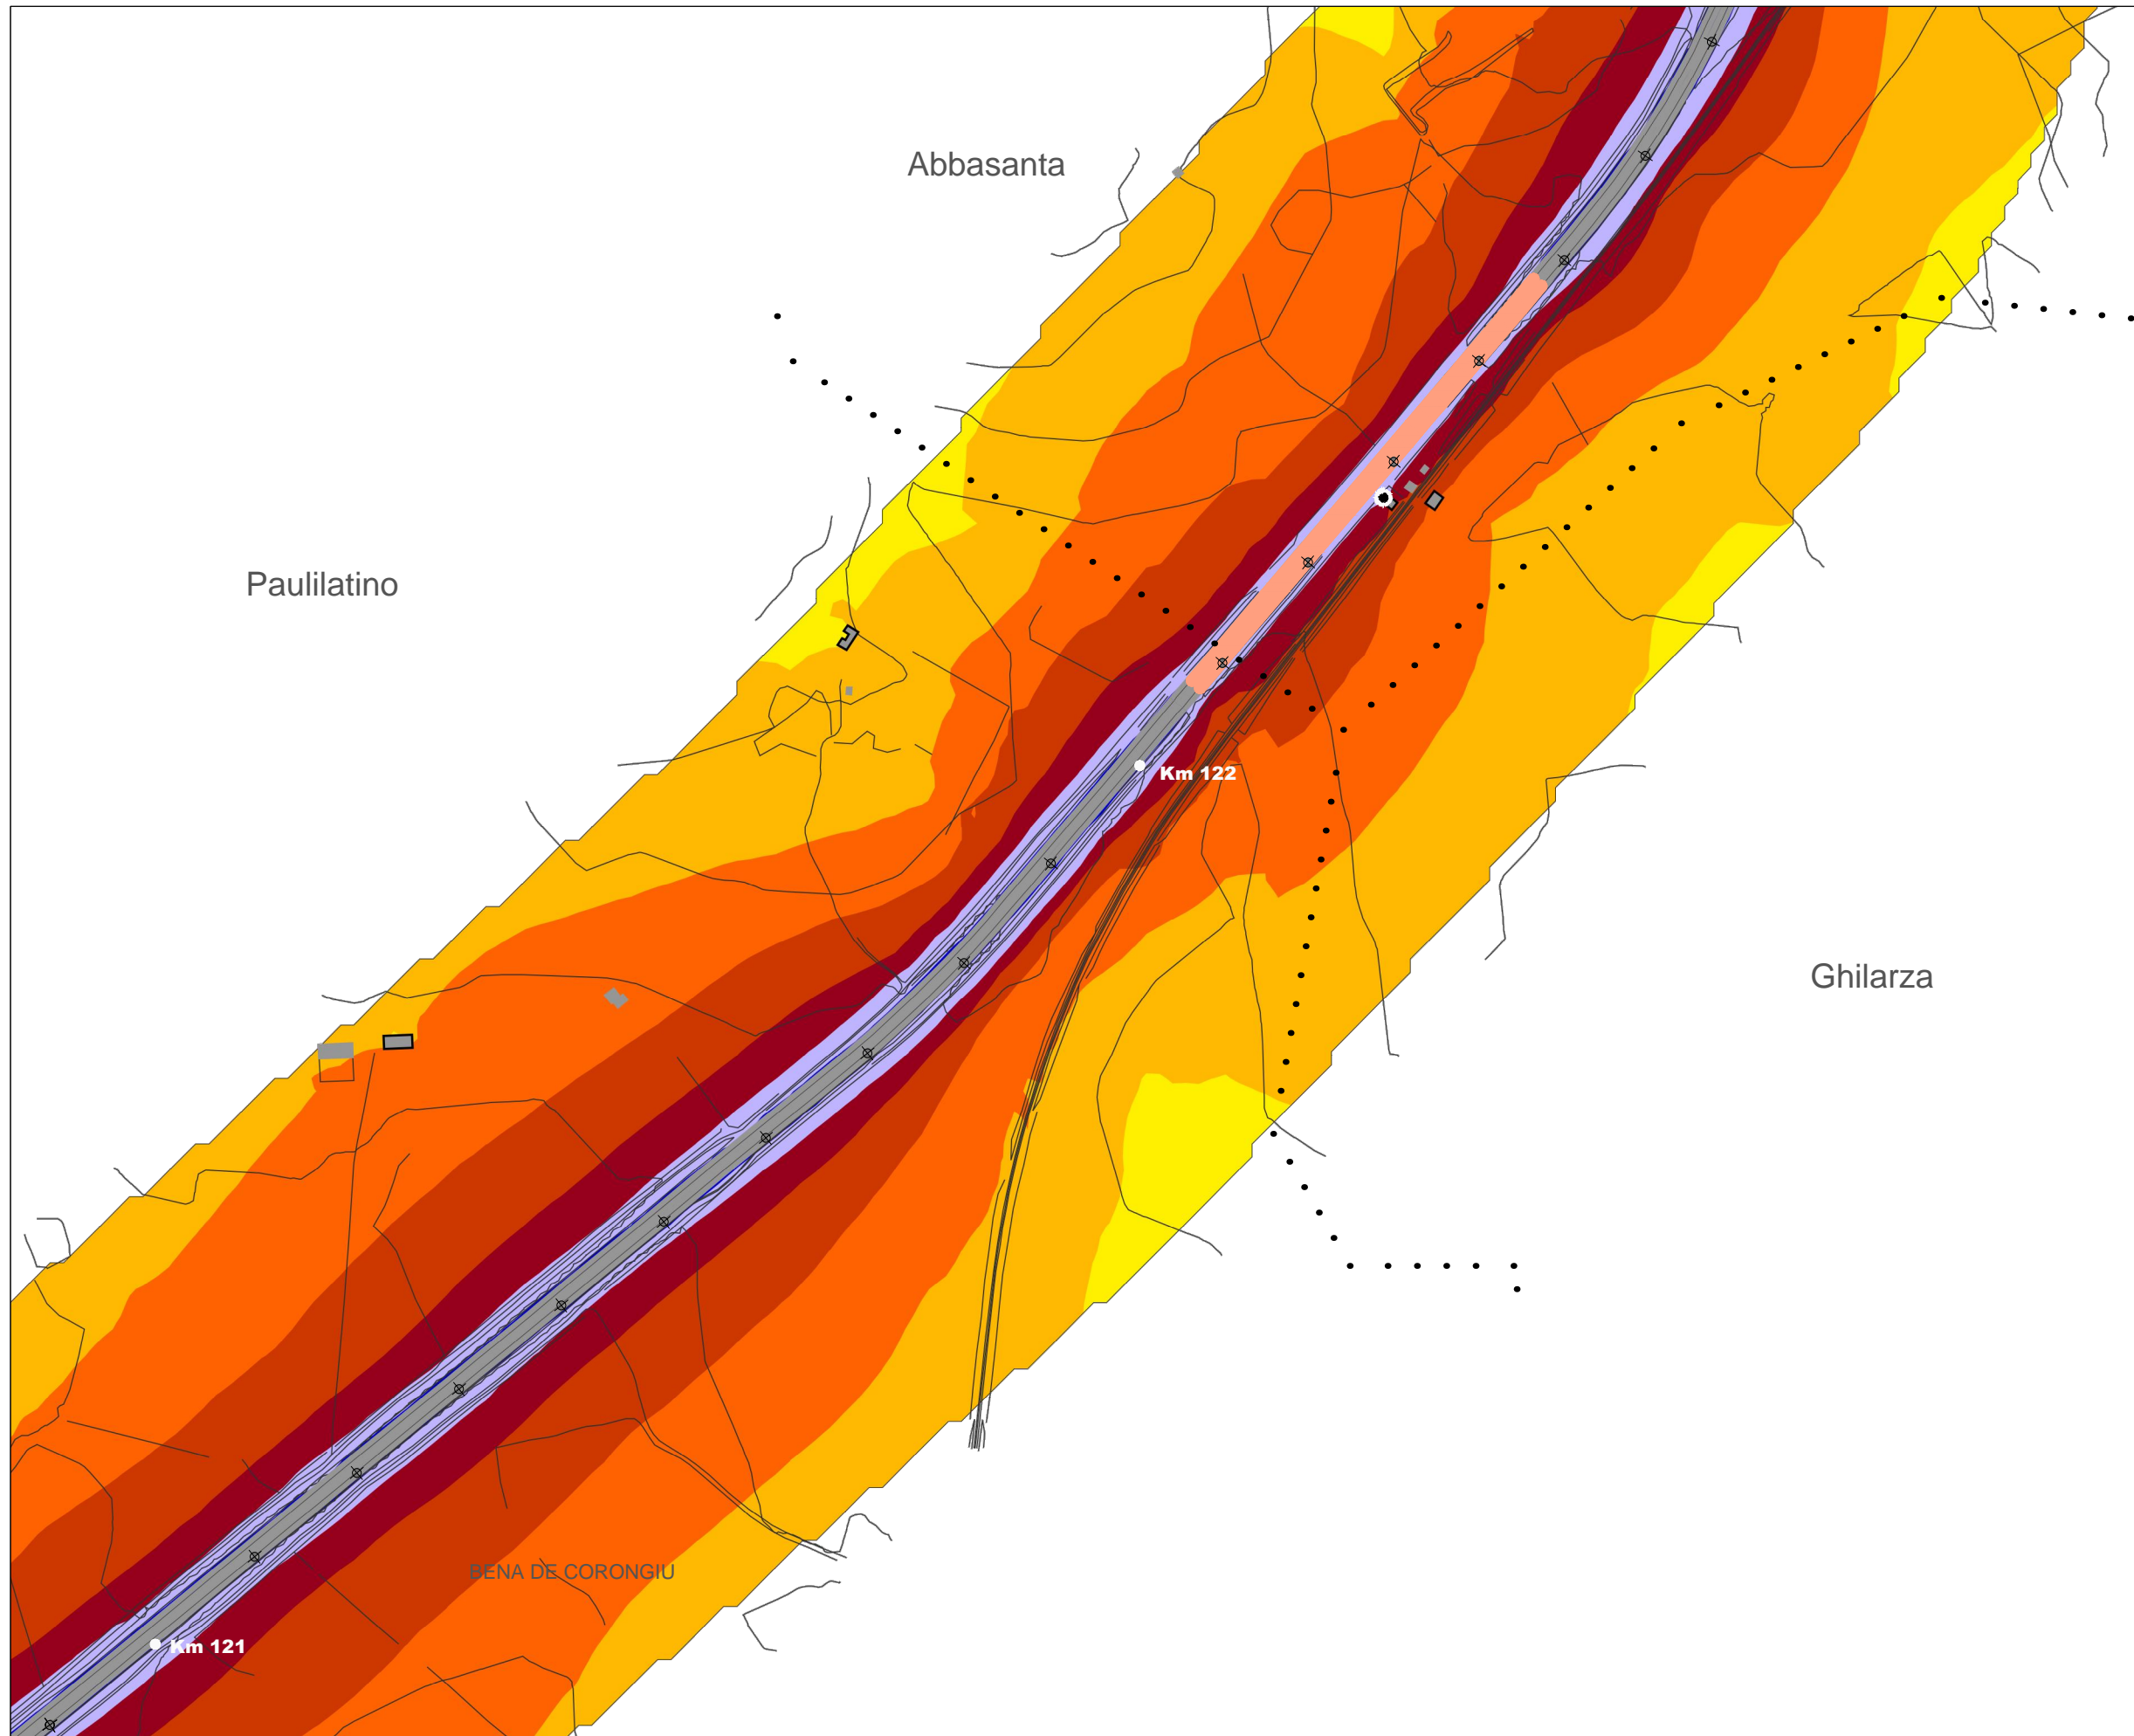 Abbasanta
Paulilatino
Km 122
Ghilarza
BENA DE CORONGIU
Km 121